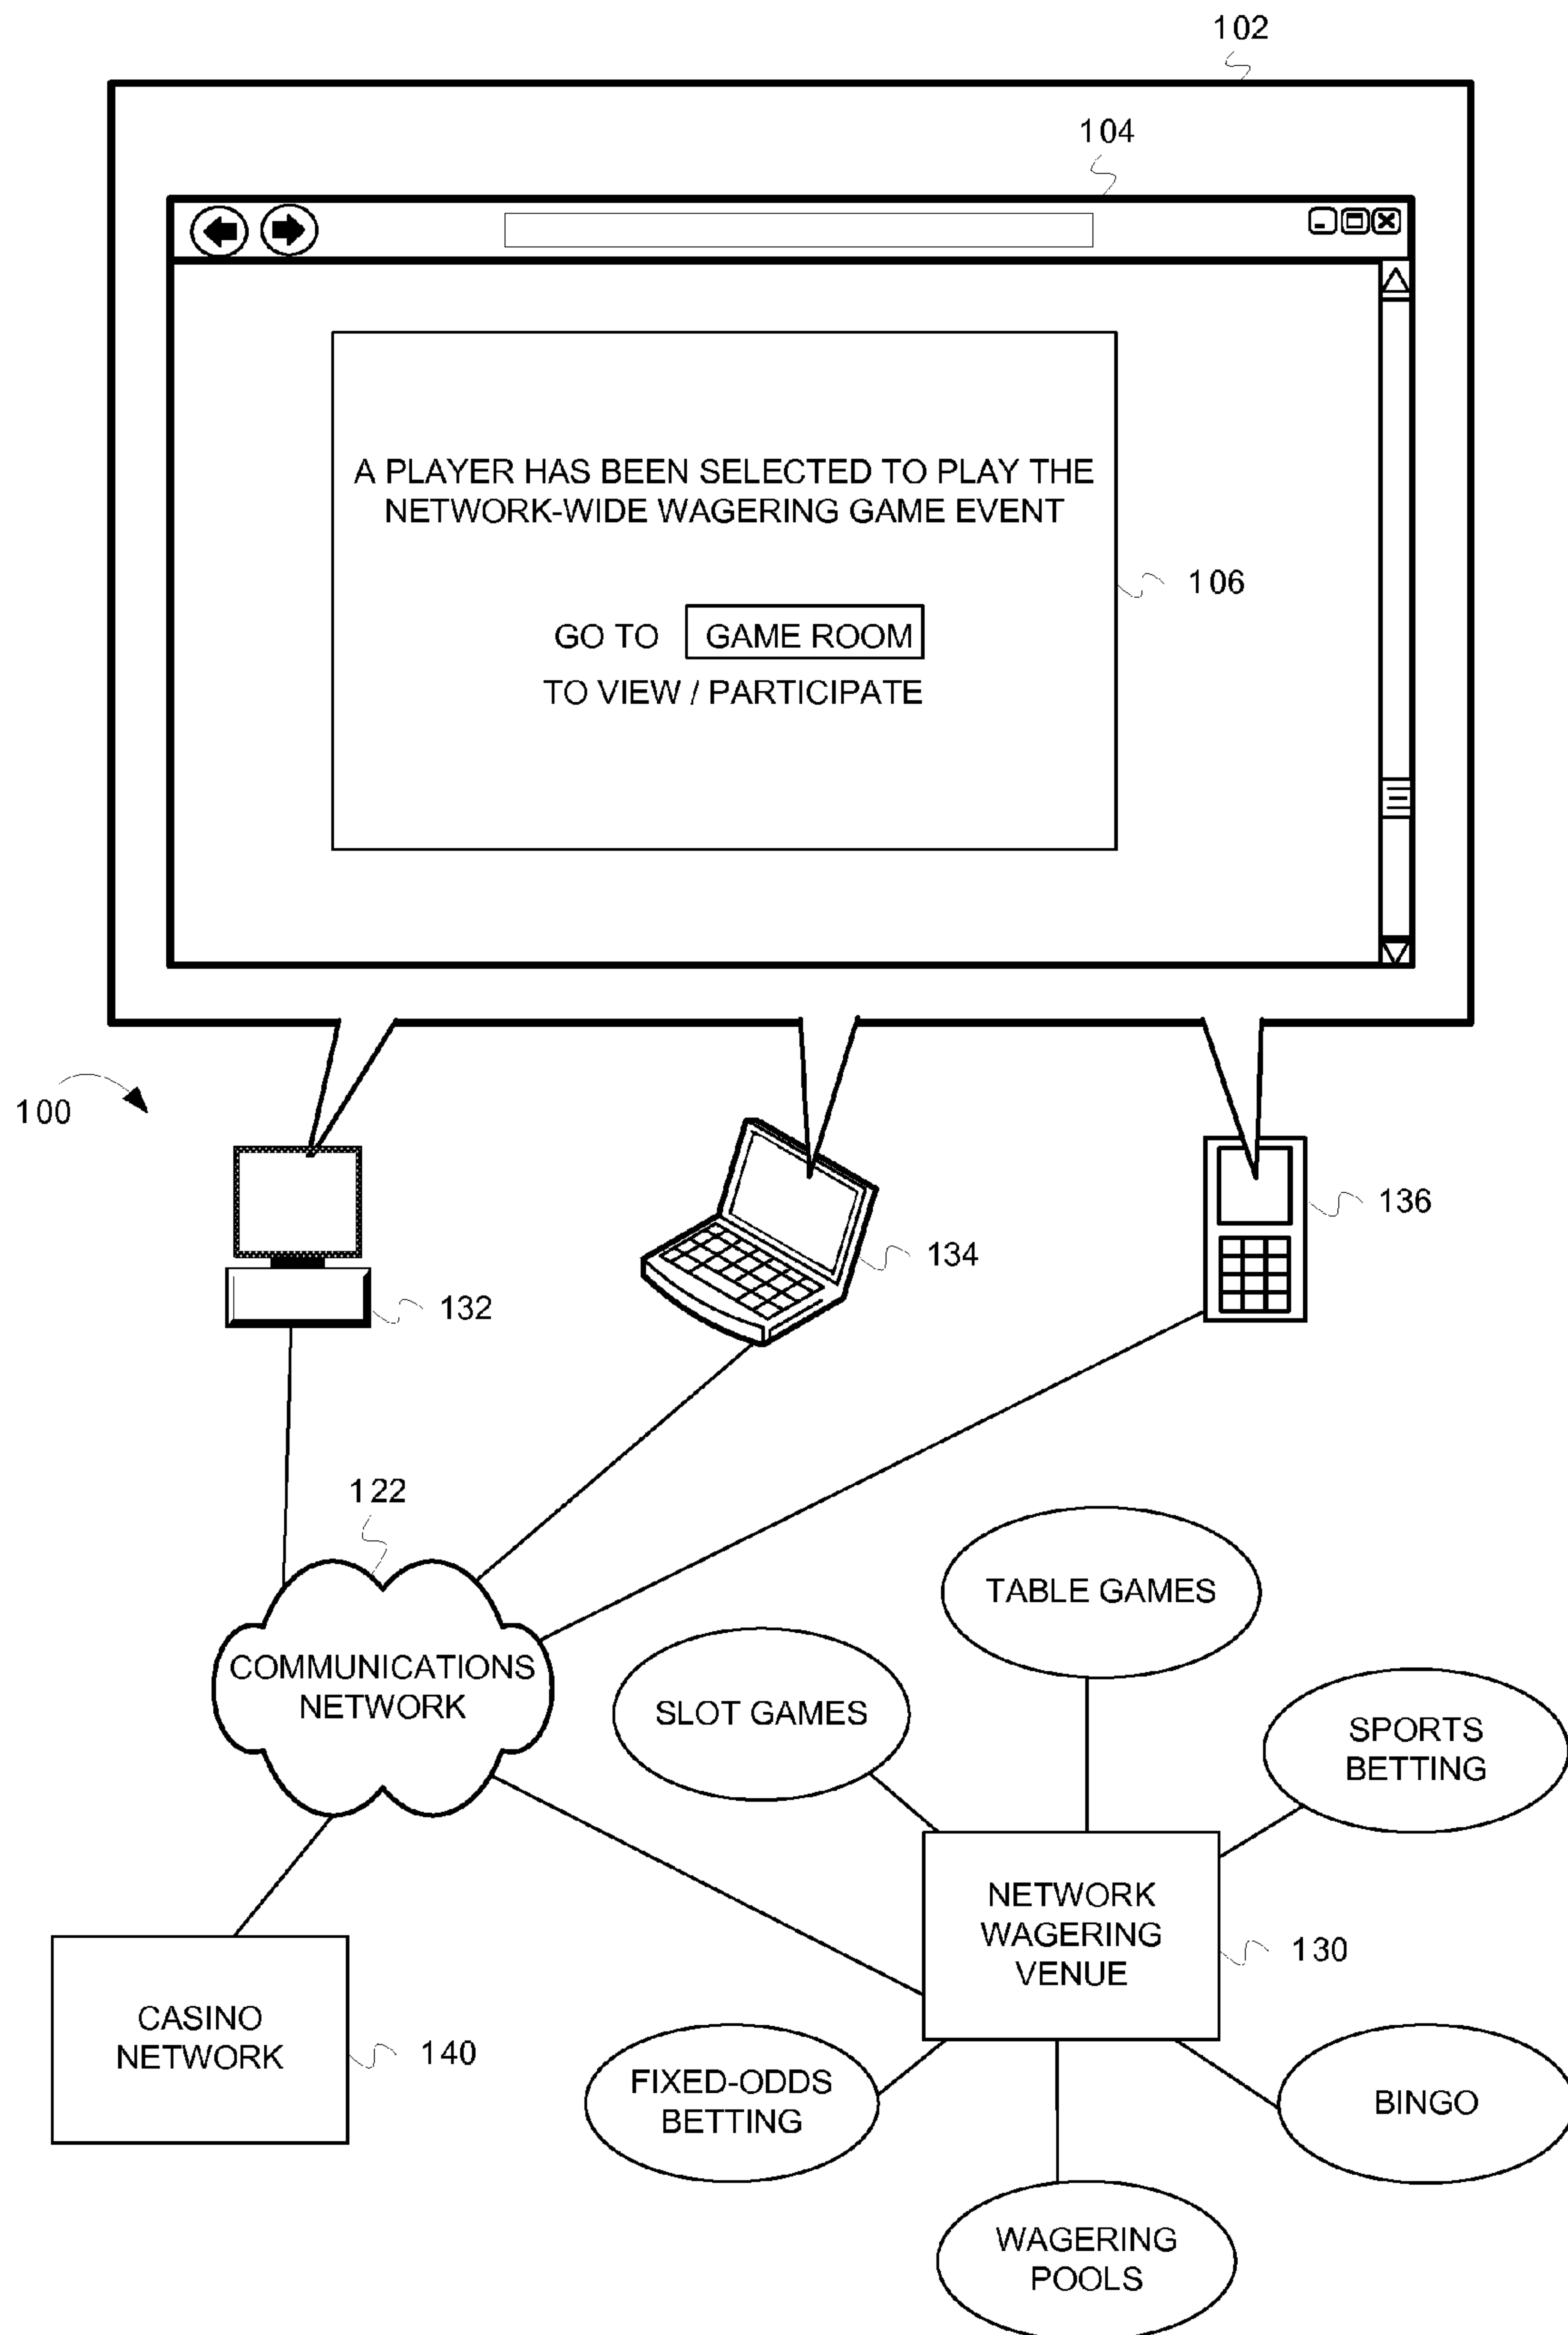 102
104
A PLAYER HAS BEEN SELECTED TO PLAY THE
NETWORK-WIDE WAGERING GAME EVENT
106
GO TO GAME ROOM
TO VIEW / PARTICIPATE
100
136
134
132
122
TABLE GAMES
COMMUNICATIONS
NETWORK
SLOT GAMES
SPORTS
BETTING
NETWORK
WAGERING
VENUE
130
CASINO
NETWORK
140
FIXED-ODDS
BETTING
BINGO
WAGERING
POOLS